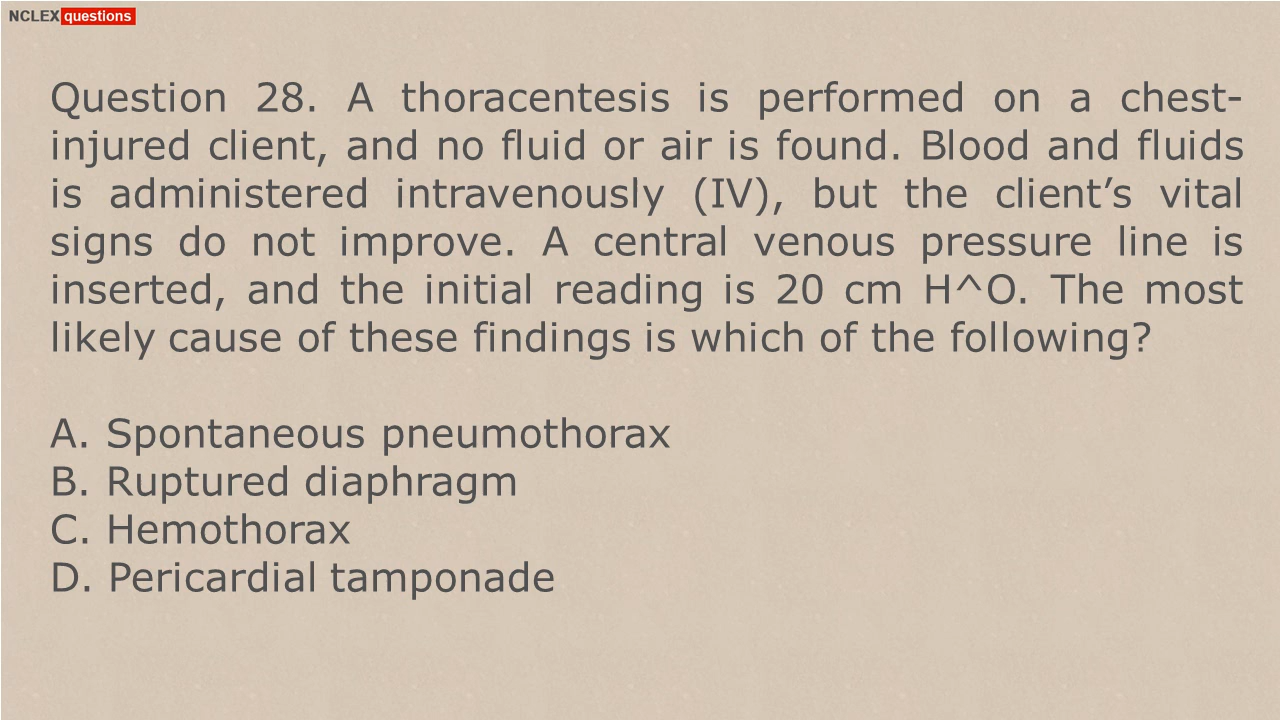 NCLEX questions
Question 28. A thoracentesis is performed on a chest-
injured client, and no fluid or air is found. Blood and fluids
is administered intravenously (IV), but the client’s vital
signs do not improve. A central venous pressure line is
inserted, and the initial reading is 20 cm H^O. The most
likely cause of these findings is which of the following?
A. Spontaneous pneumothorax
B. Ruptured diaphragm
C. Hemothorax
D. Pericardial tamponade